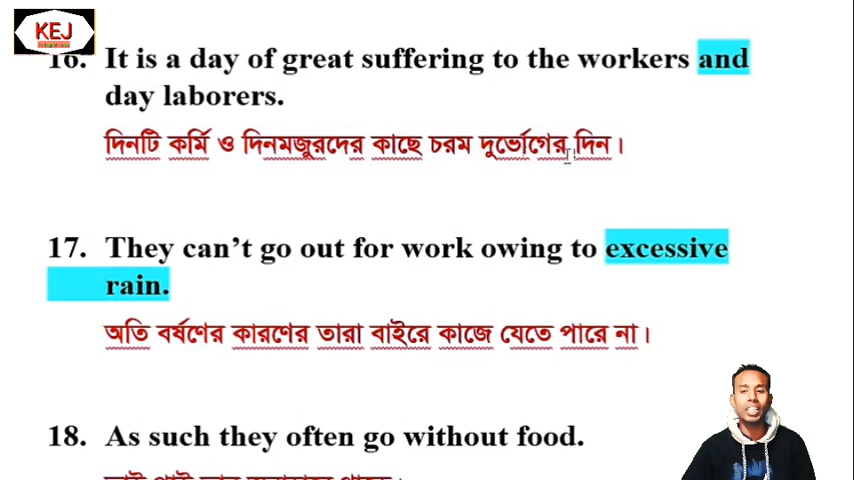 KEJ
16. It is a day of great suffering to the workers and
day laborers.
দিনটি কর্মি ও দিনমজুরদের কাছে চরম দুর্ভোগের দিন।
17. They can't go out for work owing to excessive
rain.
অতি বর্ষণের কারণের তারা বাইরে কাজে যেতে পারে না।
18. As such they often go without food.